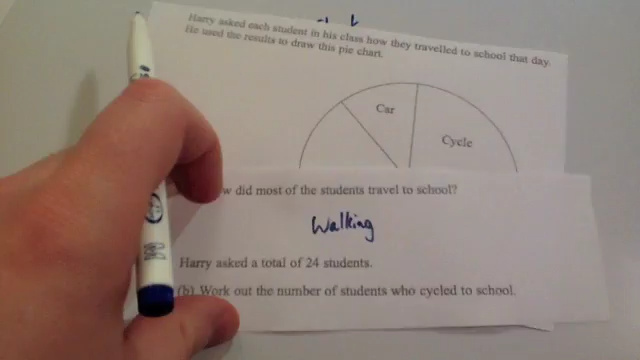 Harry asked each student in his class how they travelled to school that day.
He used the results to draw this pie chart.
Car
Cycle
did most of the students travel to school?
Walking
Harry asked a total of 24 students.
(b) Work out the number of students who cycled to school.